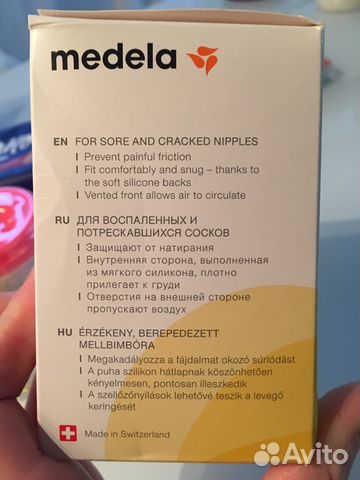 medela
EN FOR SORE AND CRACKED NIPPLES
I Prevent painful friction
I Fit comfortably and snug – thanks to
the soft silicone backs
I Vented front allows air to circulate
RU ДЛЯ ВОСПАЛЕННЫХ И
ПОТРЕСКАВШИХСЯ СОСКОВ
I Защищают от натирания
I Внутренняя сторона, выполненная
из мягкого силикона, плотно
прилегает к груди
I Отверстия на внешней стороне
пропускают воздух
HU ÉRZÉKENY, BEREPEDEZETT
MELLBIMBÓRA
I Megakadályozza a fájdalmat okozó súrlódást
I A puha szilikon hátlapnak köszönhetően
kényelmesen, pontosan illeszkedik
I A szellőzőnyílások lehetővé teszik a levegő
keringését
Made in Switzerland
Avito